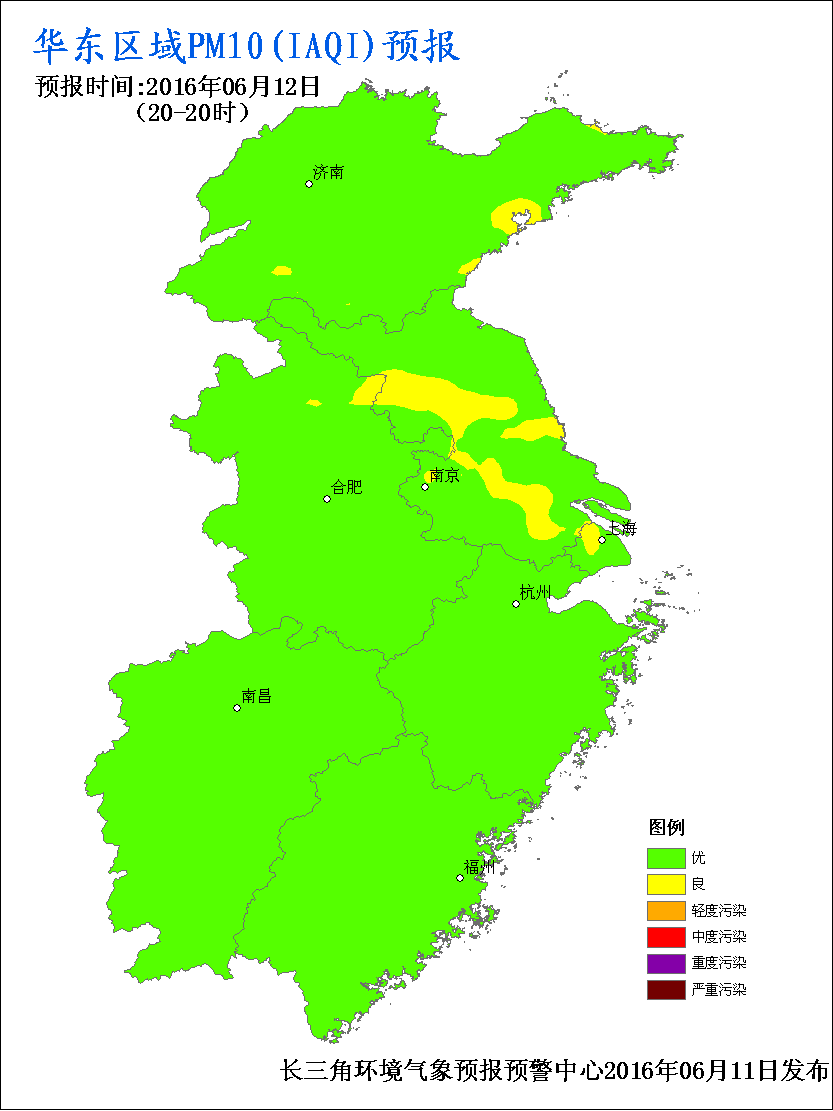 华东区域PM10(IAQI)预报
预报时间:2016年06月12日
（20-20时）
济南
合肥
南京
上海
杭州
南昌
福州
图例
优
良
轻度污染
中度污染
重度污染
严重污染
长三角环境气象预报预警中心2016年06月11日发布